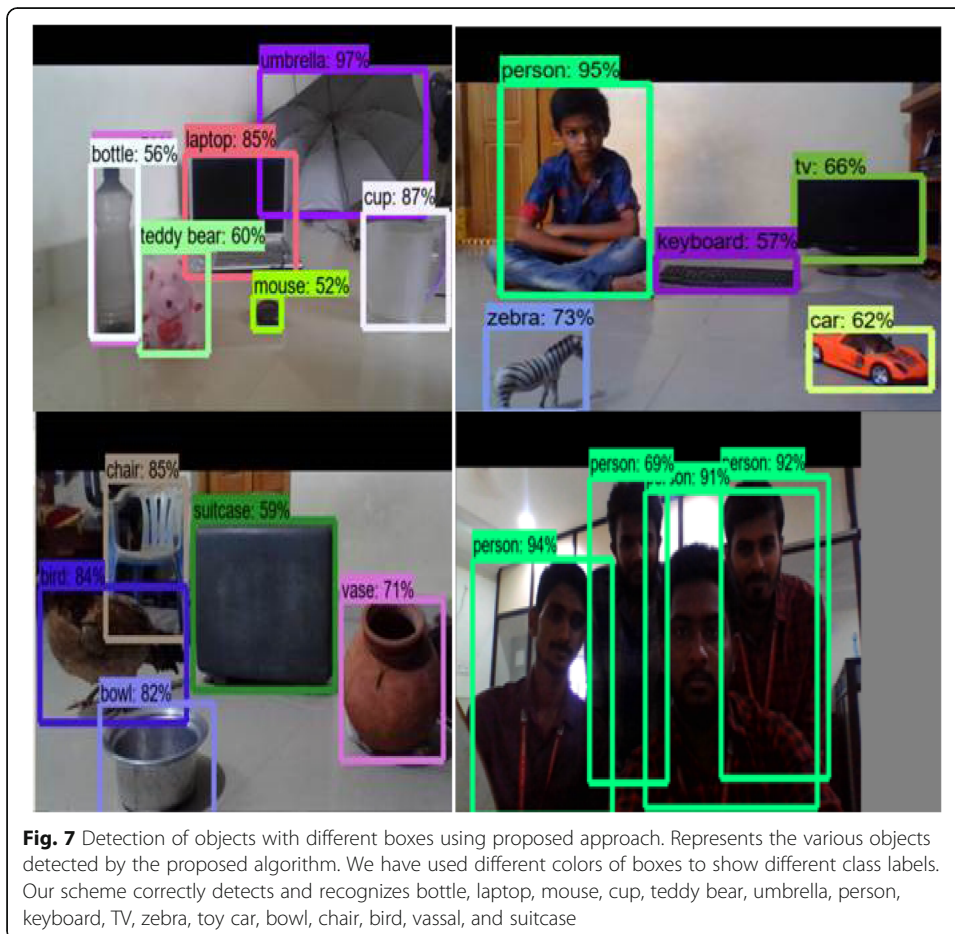 umbrella: 97%
laptop: 85%
bottle: 56%
cup: 87%
teddy bear: 60%
mouse: 52%
person: 95%
tv: 66%
keyboard: 57%
zebra: 73%
car: 62%
chair: 85%
suitcase: 59%
bird: 84%
vase: 71%
bowl: 82%
person: 69%
person: 92%
person: 91%
person: 94%
Fig. 7 Detection of objects with different boxes using proposed approach. Represents the various objects
detected by the proposed algorithm. We have used different colors of boxes to show different class labels.
Our scheme correctly detects and recognizes bottle, laptop, mouse, cup, teddy bear, umbrella, person,
keyboard, TV, zebra, toy car, bowl, chair, bird, vassal, and suitcase